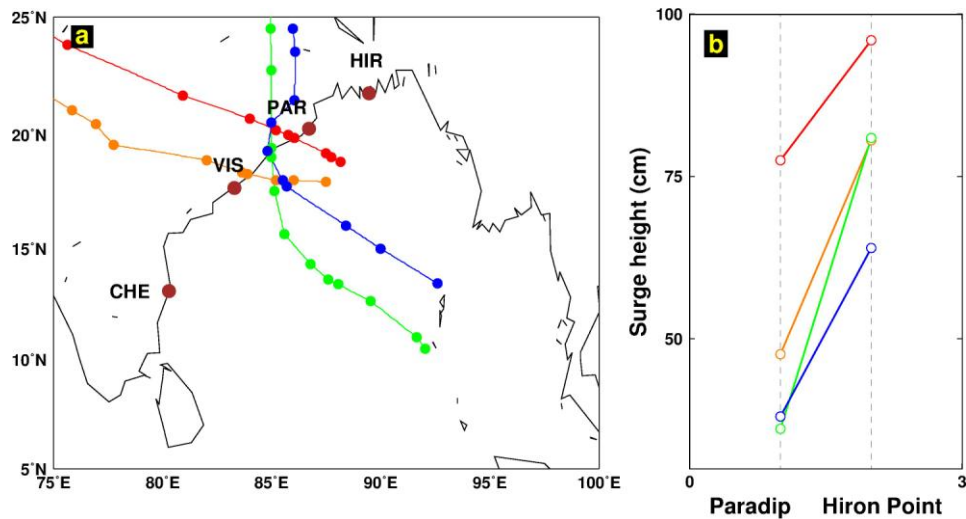 a
25°N
20°N
15°N
10°N
5°N
75°E
80°E
85°E
90°E
95°E
100°E
HIR
PAR
VIS
CHE
b
Surge height (cm)
100
75
50
0
3
Paradip
Hiron Point